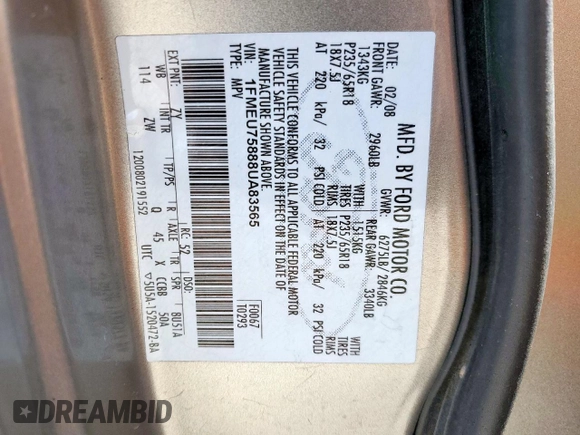 MFD. BY FORD MOTOR CO.
DATE: 02/08 GVWR: 6275LB / 2846KG
FRONT GAWR: 2960LB REAR GAWR: 3340LB
1343KG WITH 1515KG WITH
P235/65R18 TIRES P235/65R18 TIRES
18X7.5J RIMS 18X7.5J RIMS
AT 220 kPa/ 32 PSI COLD AT 220 kPa/ 32 PSI COLD
THIS VEHICLE CONFORMS TO ALL APPLICABLE FEDERAL MOTOR
VEHICLE SAFETY STANDARDS IN EFFECT ON THE DATE OF
MANUFACTURE SHOWN ABOVE.
1FMEU75888UA83565 F0067
TYPE: MPV T0293
EXT PNT: ZY RC: 52 DSO:
WB INT TR TP/PS R AXLE TR SPR BUS1A
114 ZW Q 45 X CCBB 50A
1200802191552 UTC ▽5U5A-1520472-BA
DREAMBID